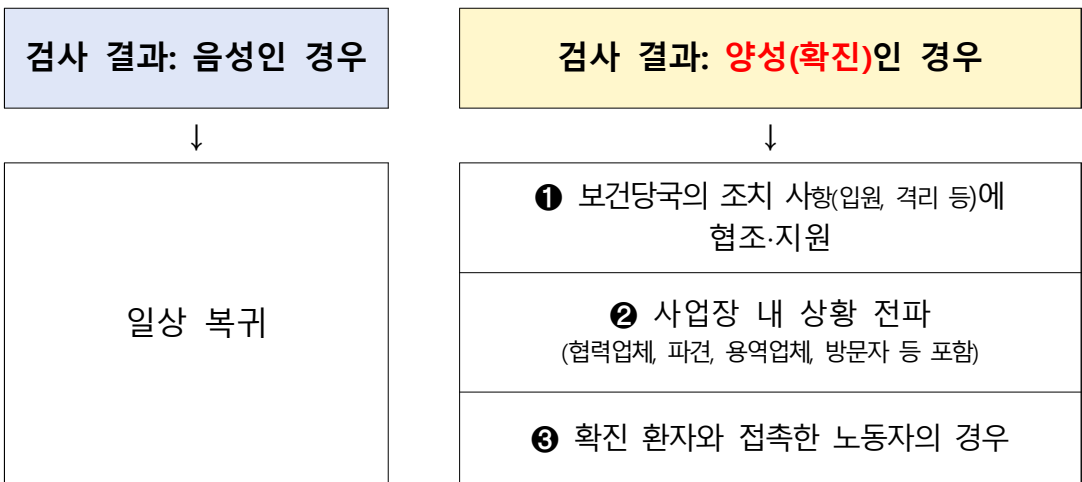 검사 결과: 음성인 경우
↓
일상 복귀
검사 결과: 양성(확진)인 경우
↓
❶ 보건당국의 조치 사항(입원, 격리 등)에
협조·지원
❷ 사업장 내 상황 전파
(협력업체, 파견, 용역업체, 방문자 등 포함)
❸ 확진 환자와 접촉한 노동자의 경우